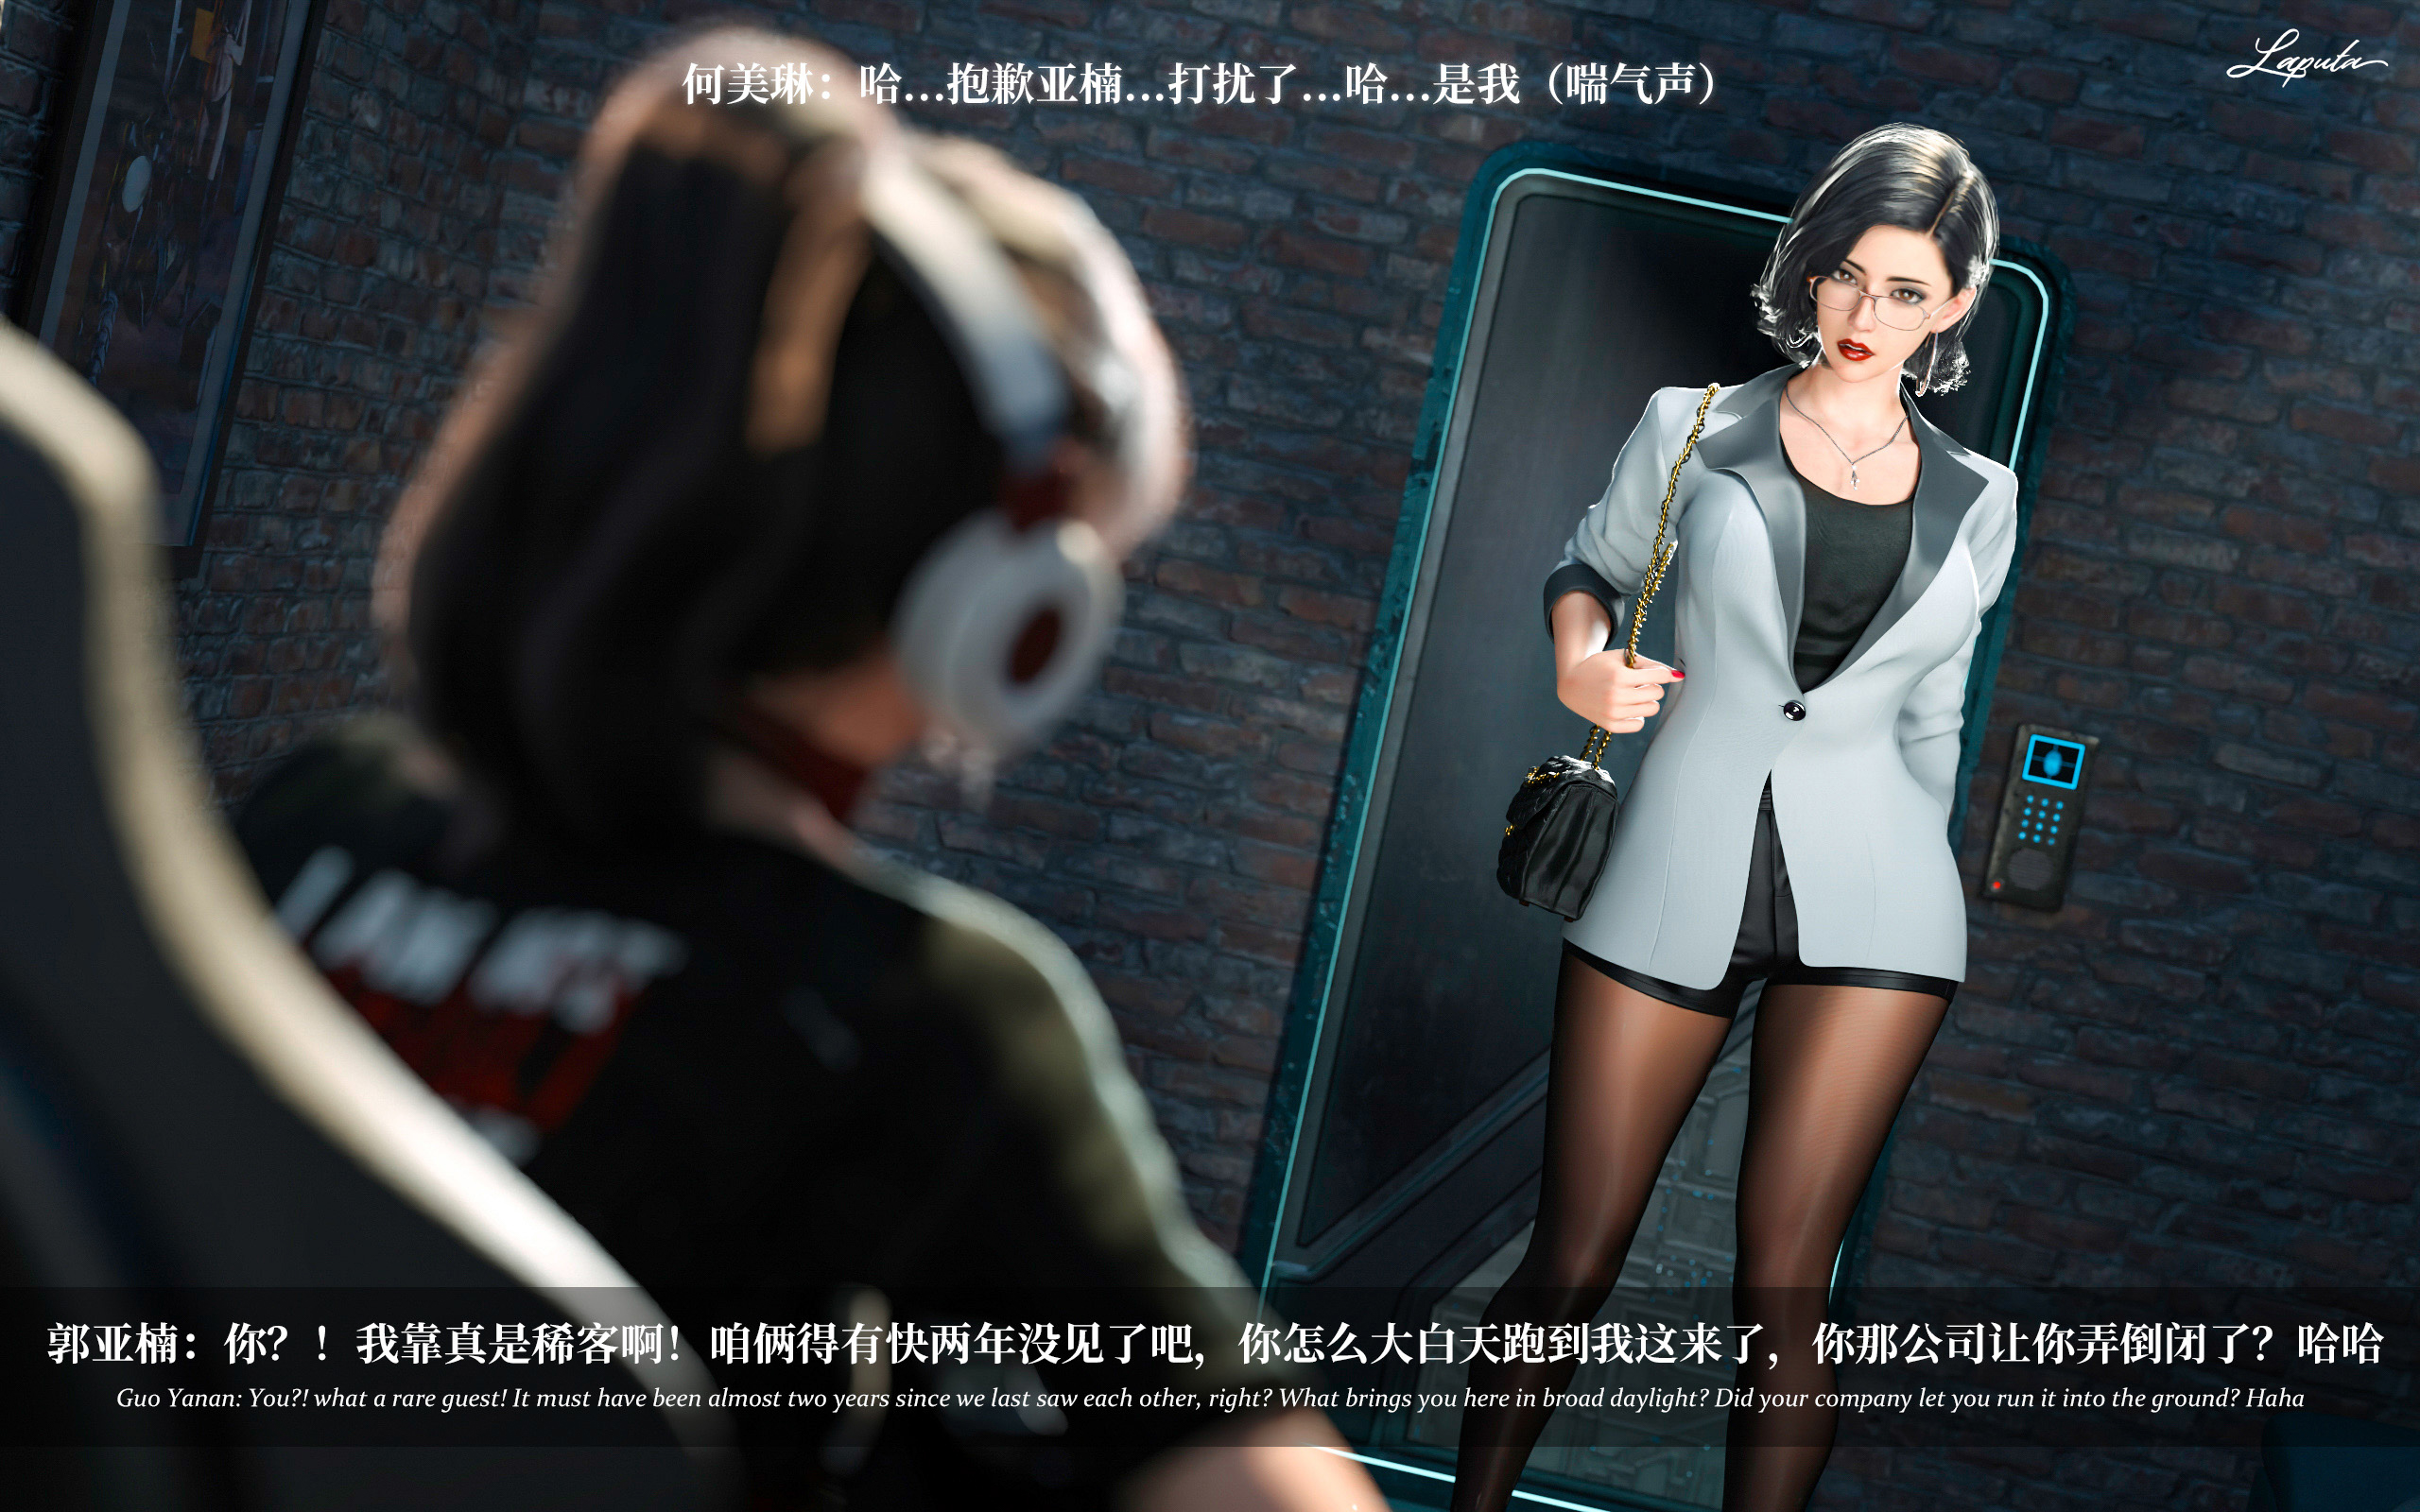 Laputa
何美琳：哈...抱歉亚楠...打扰了...哈...是我（喘气声）
I AM
郭亚楠：你？！我靠真是稀客啊！咱俩得有快两年没见了吧，你怎么大白天跑到我这来了，你那公司让你弄倒闭了？哈哈
Guo Yanan: You?! what a rare guest! It must have been almost two years since we last saw each other, right? What brings you here in broad daylight? Did your company let you run it into the ground? Haha